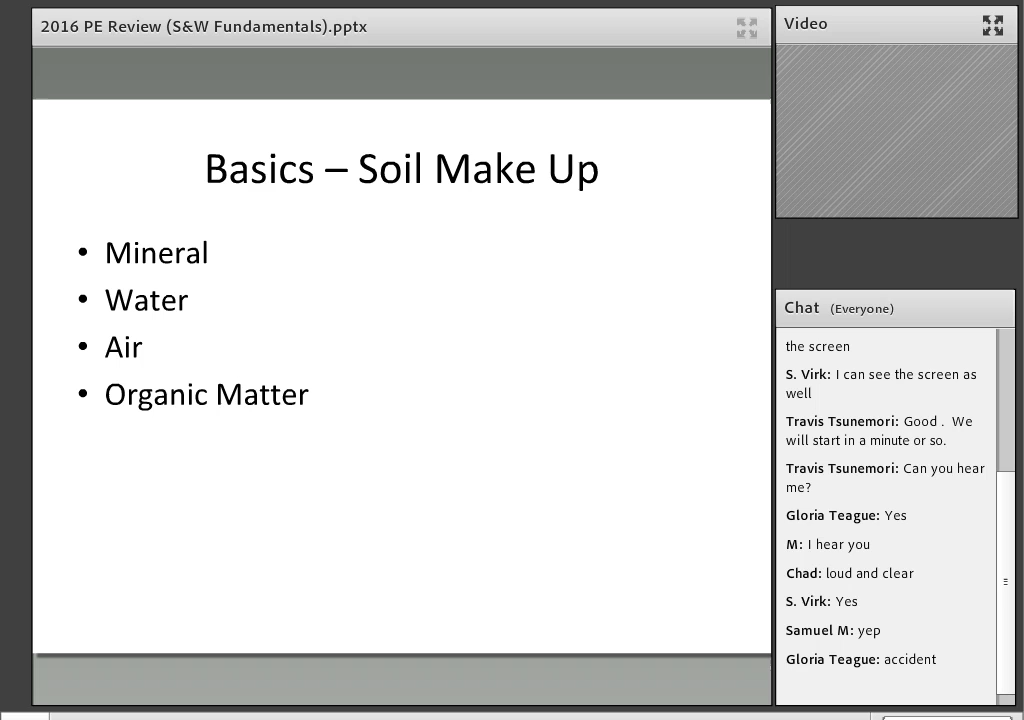 2016 PE Review (S&W Fundamentals).pptx
Basics – Soil Make Up
• Mineral
• Water
• Air
• Organic Matter
Video
Chat (Everyone)
the screen
S. Virk: I can see the screen as
well
Travis Tsunemori: Good .  We
will start in a minute or so.
Travis Tsunemori: Can you hear
me?
Gloria Teague: Yes
M: I hear you
Chad: loud and clear
S. Virk: Yes
Samuel M: yep
Gloria Teague: accident